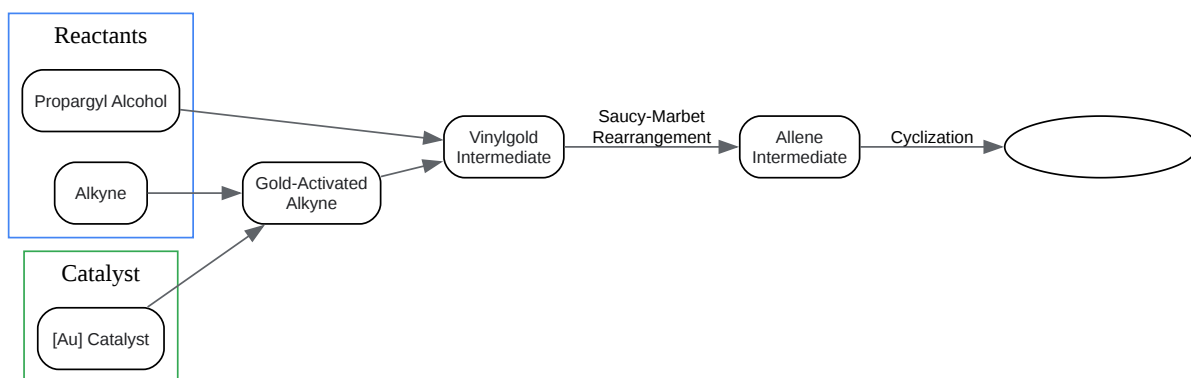 Reactants
Propargyl Alcohol
Alkyne
Catalyst
[Au] Catalyst
Gold-Activated
Alkyne
Vinylgold
Intermediate
Saucy-Marbet
Rearrangement
Allene
Intermediate
Cyclization